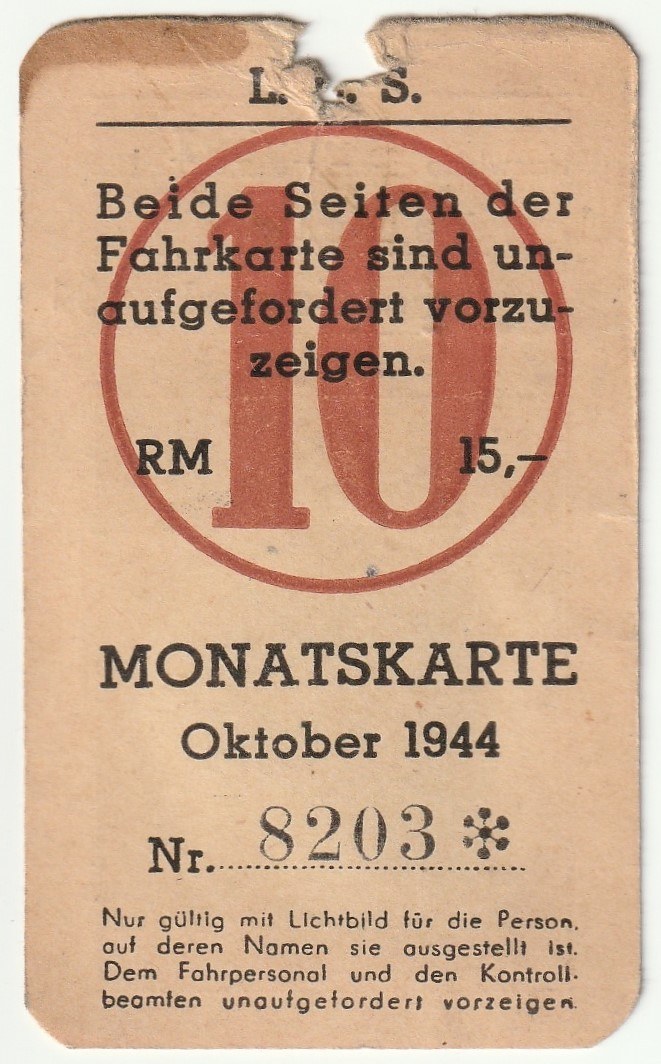 L. S.
Beide Seiten der
Fahrkarte sind un-
aufgefordert vorzu-
zeigen.
10
RM 15,–
MONATSKARTE
Oktober 1944
Nr. 8203 *
Nur gültig mit Lichtbild für die Person,
auf deren Namen sie ausgestellt ist.
Dem Fahrpersonal und den Kontroll-
beamten unaufgefordert vorzeigen.